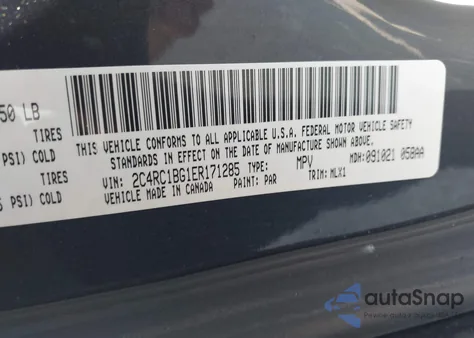 50 LB
TIRES
PSI) COLD
TIRES
PSI) COLD
THIS VEHICLE CONFORMS TO ALL APPLICABLE U.S.A. FEDERAL MOTOR VEHICLE SAFETY
STANDARDS IN EFFECT ON THE DATE OF MANUFACTURE SHOWN ABOVE.
VIN: 2C4RC1BG1ER171285 TYPE: MPV MDH: 091021 058AA
VEHICLE MADE IN CANADA PAINT: PAR TRIM: MLX1
autoSnap